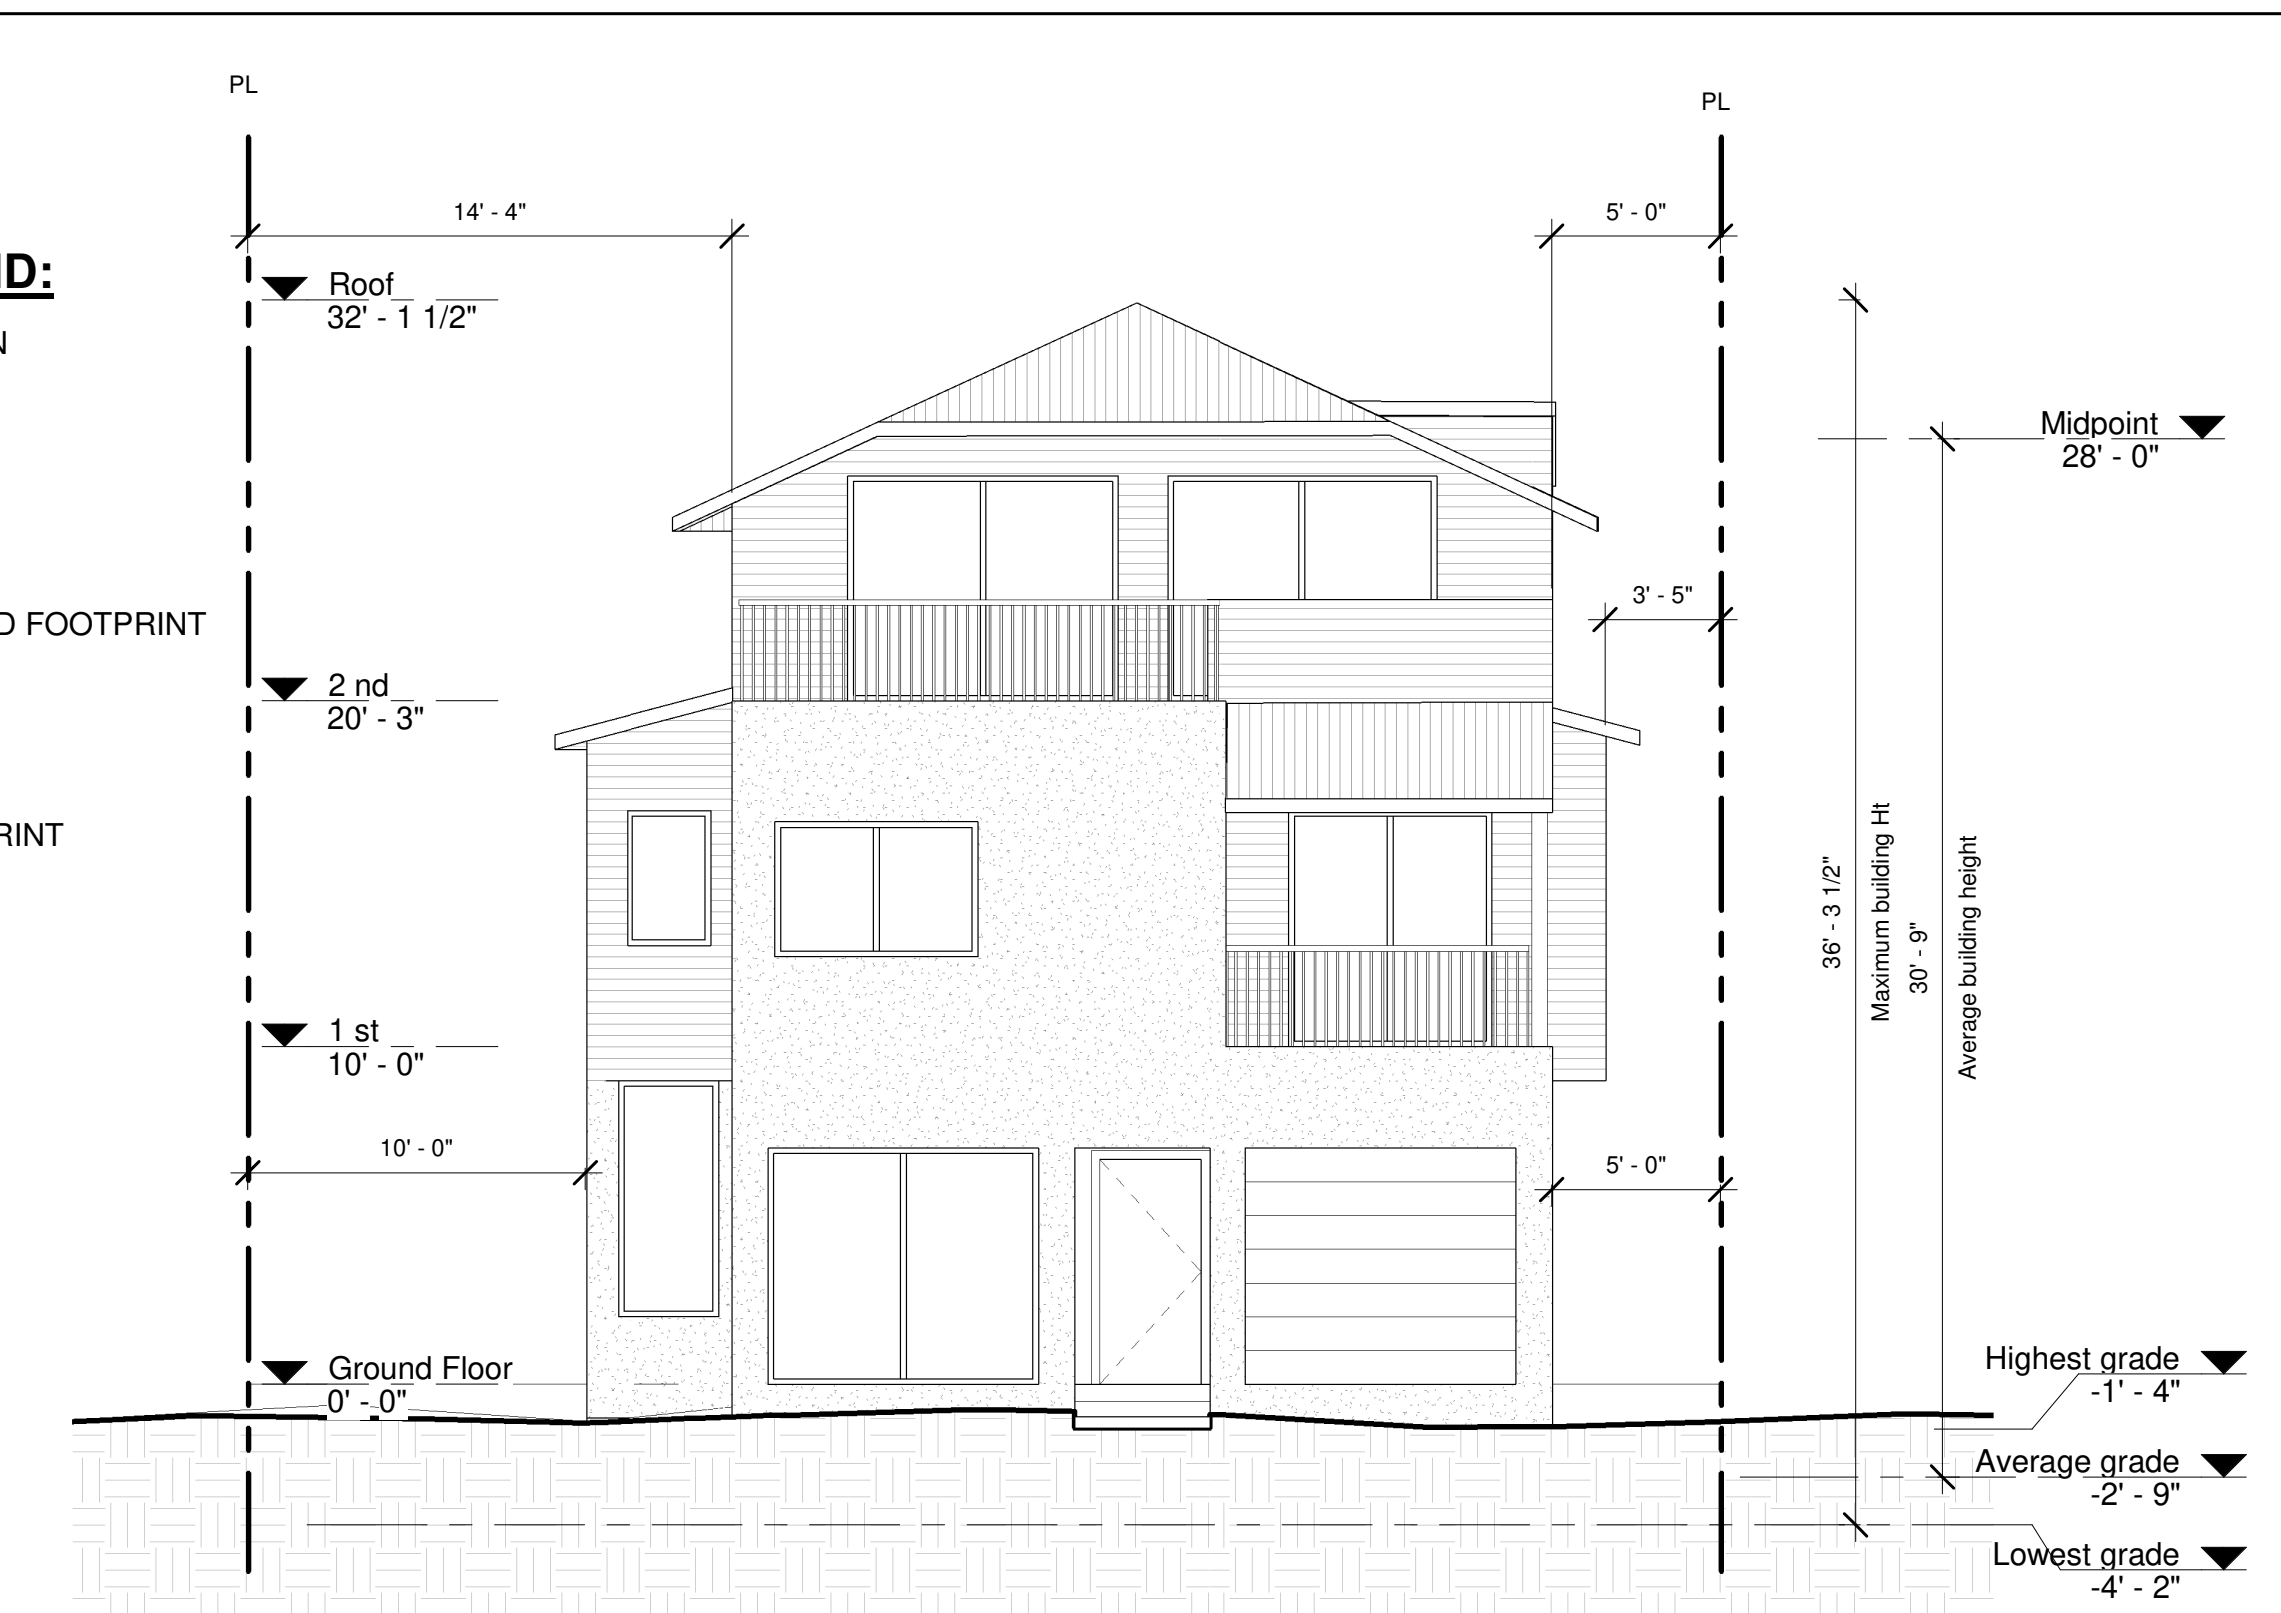 PL
PL
14' - 4"
5' - 0"
Roof
32' - 1 1/2"
FOOTPRINT
Midpoint
28' - 0"
3' - 5"
2 nd
20' - 3"
1 st
10' - 0"
10' - 0"
5' - 0"
36' - 3 1/2"
Maximum building Ht
30' - 9"
Average building height
Ground Floor
0' - 0"
Highest grade
-1' - 4"
Average grade
-2' - 9"
Lowest grade
-4' - 2"